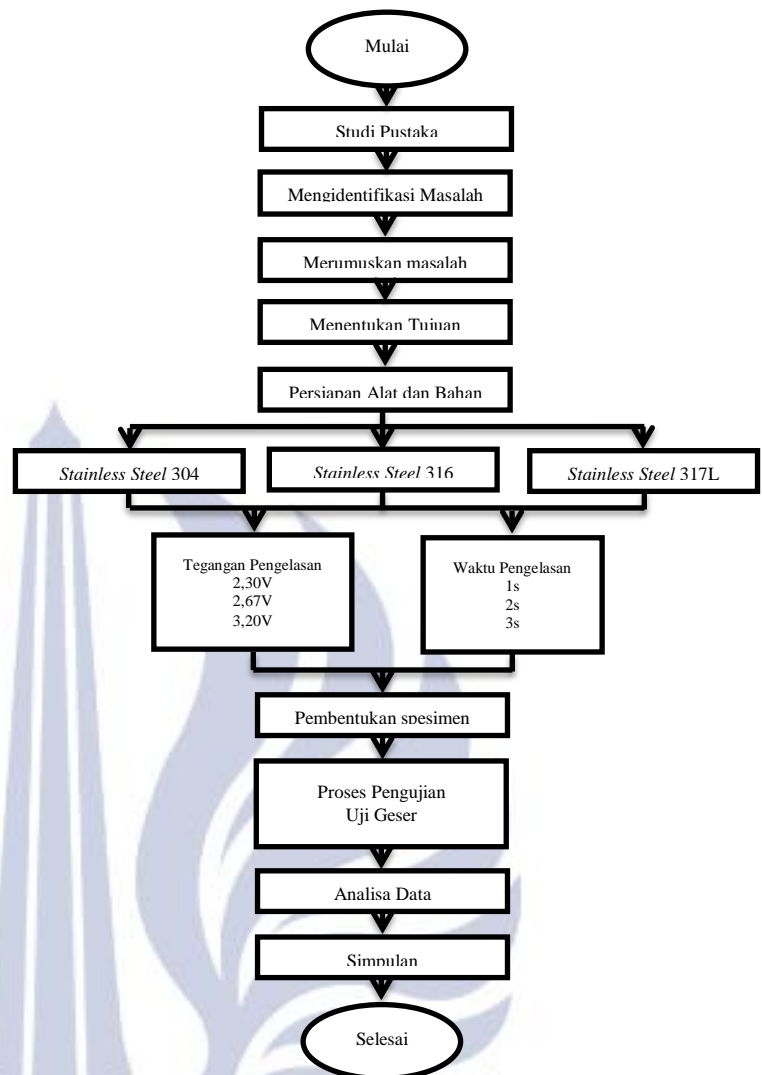 Mulai
Studi Pustaka
Mengidentifikasi Masalah
Merumuskan masalah
Menentukan Tujuan
Persiapan Alat dan Bahan
Stainless Steel 304
Stainless Steel 316
Stainless Steel 317L
Tegangan Pengelasan
2,30V
2,67V
3,20V
Waktu Pengelasan
1s
2s
3s
Pembentukan spesimen
Proses Pengujian
Uji Geser
Analisa Data
Simpulan
Selesai